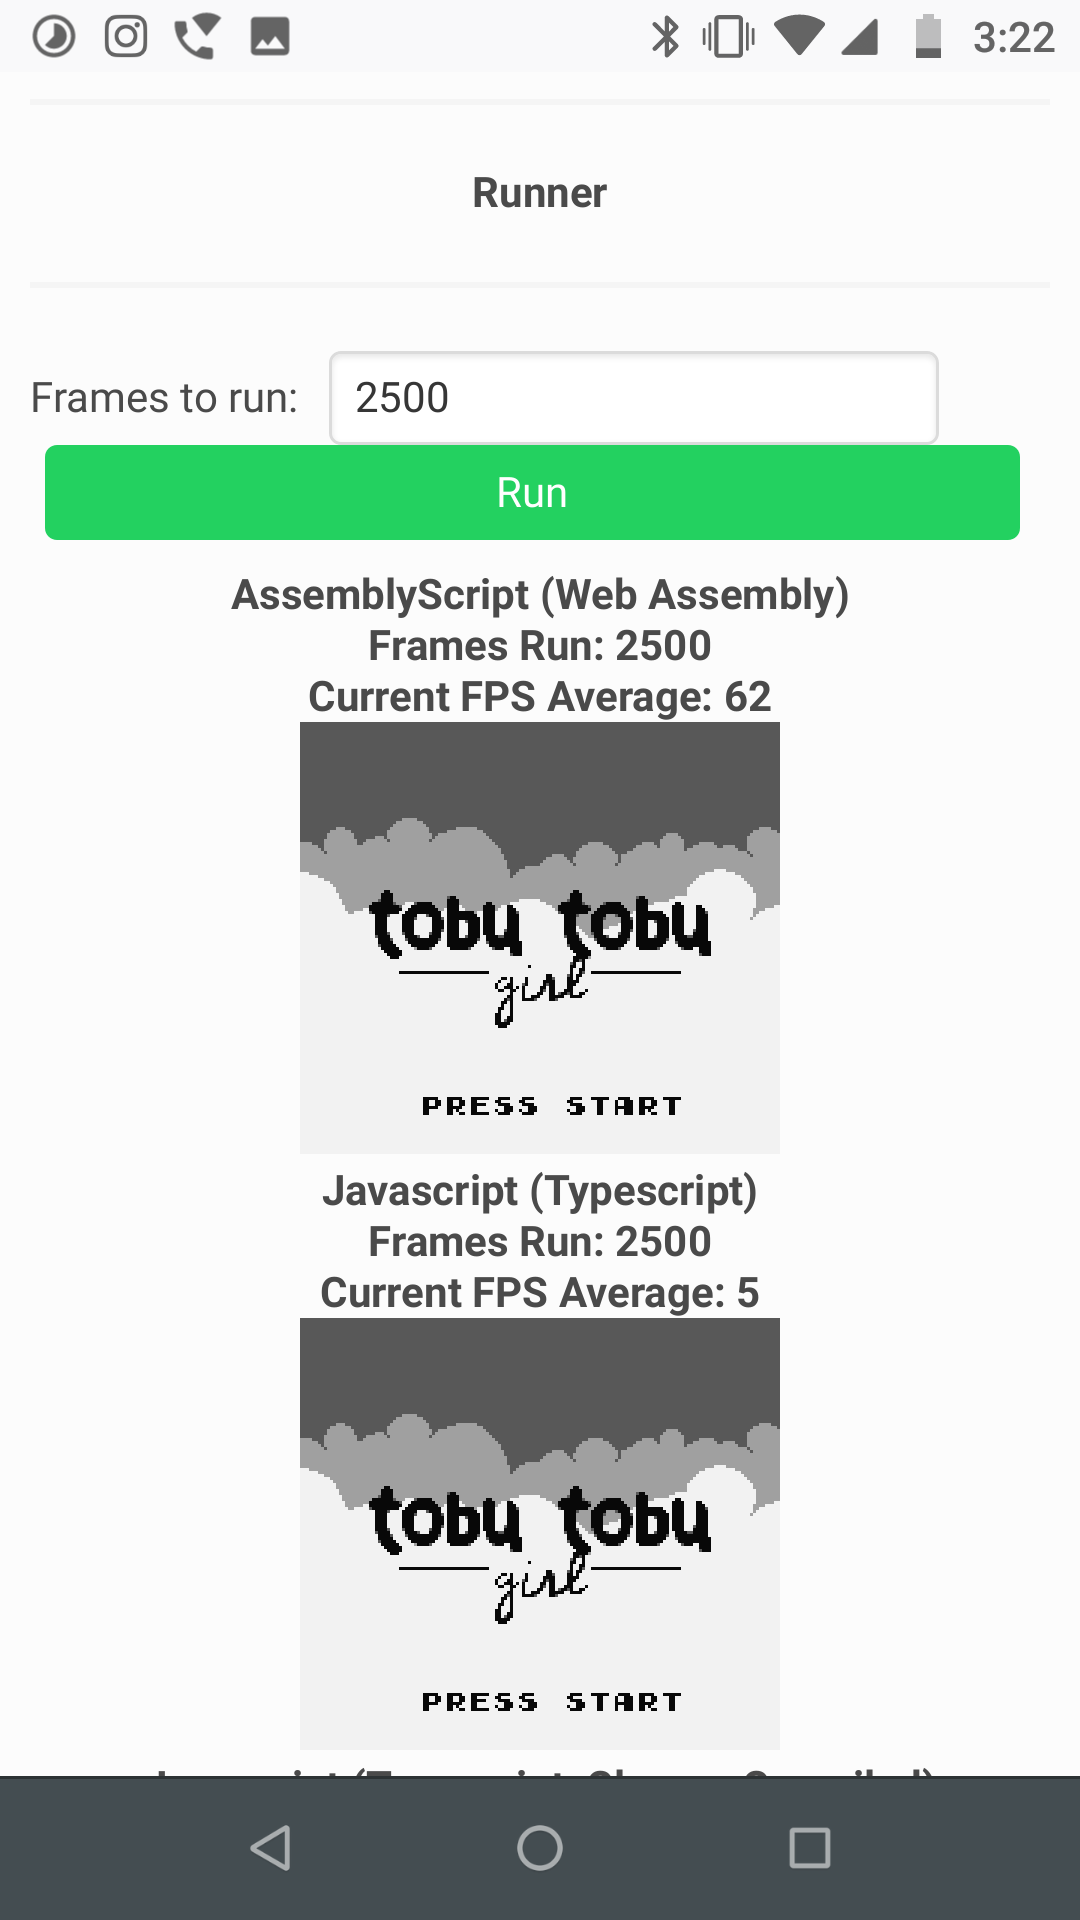 3:22
Runner
Frames to run:
2500
Run
AssemblyScript (Web Assembly)
Frames Run: 2500
Current FPS Average: 62
tobu tobu
girl
PRESS START
Javascript (Typescript)
Frames Run: 2500
Current FPS Average: 5
tobu tobu
girl
PRESS START